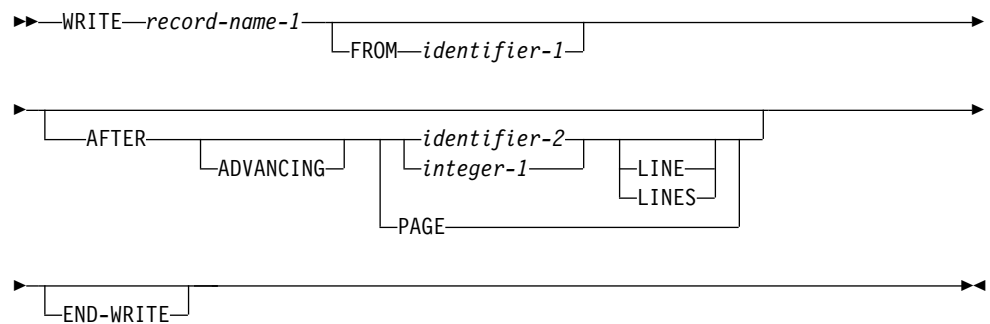 WRITE record-name-1
FROM identifier-1
AFTER identifier-2
ADVANCING integer-1 LINE
LINES
PAGE
END-WRITE